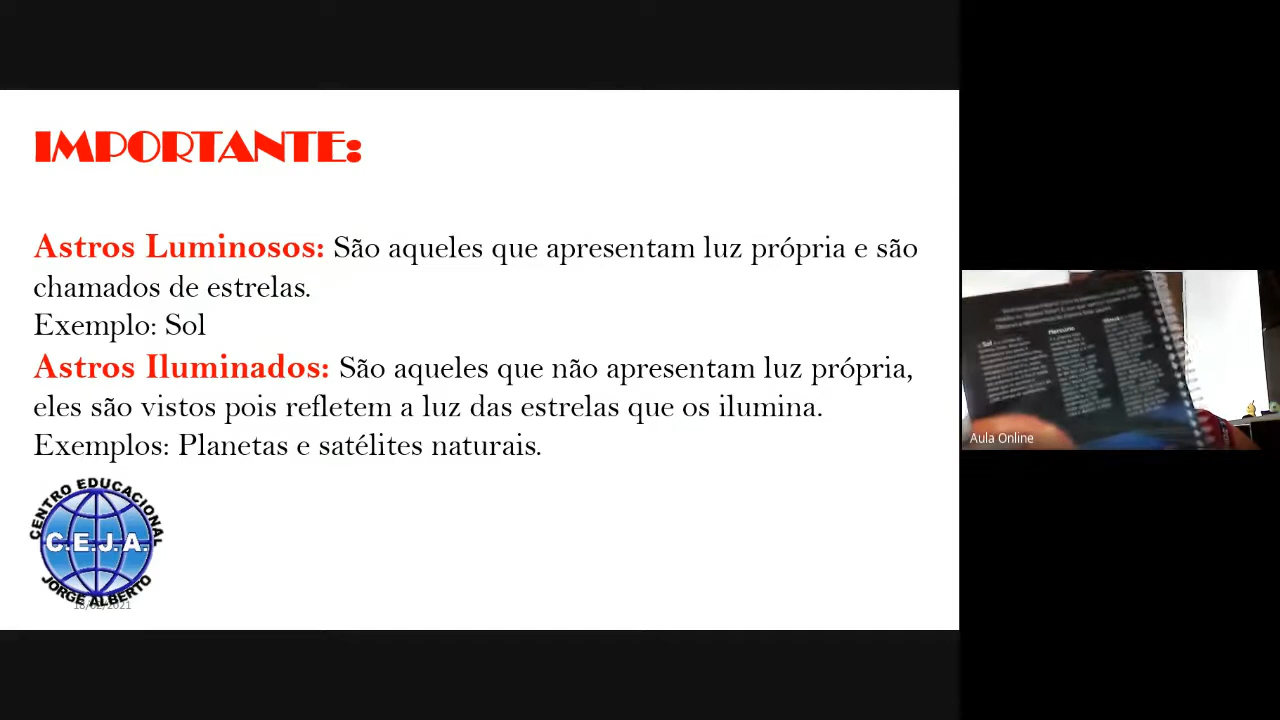 IMPORTANTE:
Astros Luminosos: São aqueles que apresentam luz própria e são
chamados de estrelas.
Exemplo: Sol
Astros Iluminados: São aqueles que não apresentam luz própria,
eles são vistos pois refletem a luz das estrelas que os ilumina.
Exemplos: Planetas e satélites naturais.
CENTRO EDUCACIONAL
C.E.J.A.
JORGE ALBERTO
Sol
Mercúrio
Aula Online